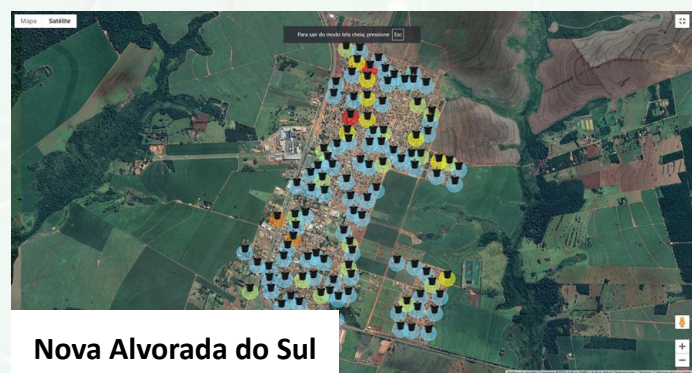 Mapa Satélite
Para sair do modo tela cheia, pressione Esc
Nova Alvorada do Sul